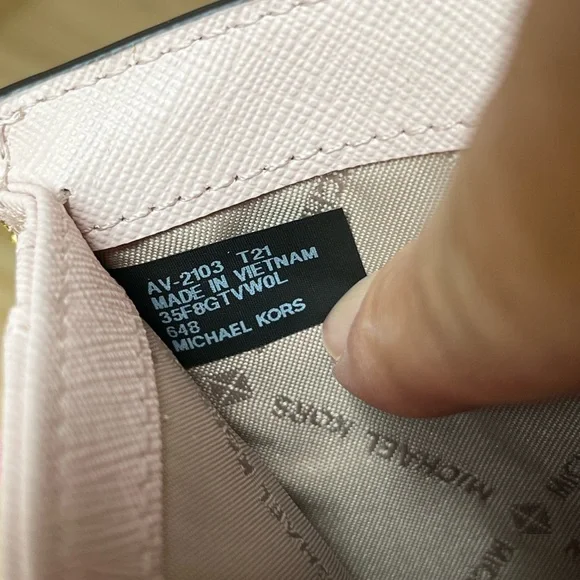 AV-2103 T21
MADE IN VIETNAM
35F8GTVW0L
648
MICHAEL KORS
MICHAEL KORS